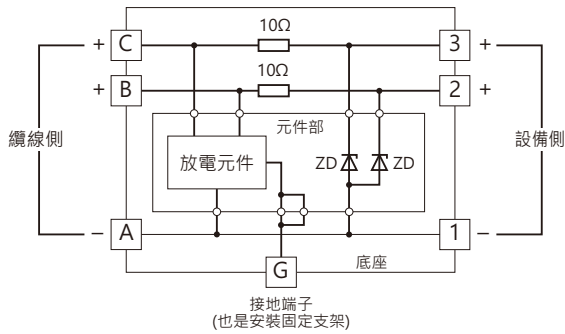 10Ω
+ C 3 +
10Ω
+ B 2 +
元件部
纜線側 設備側
放電元件 ZD ZD
− A 1 −
底座
G
接地端子
(也是安裝固定支架)